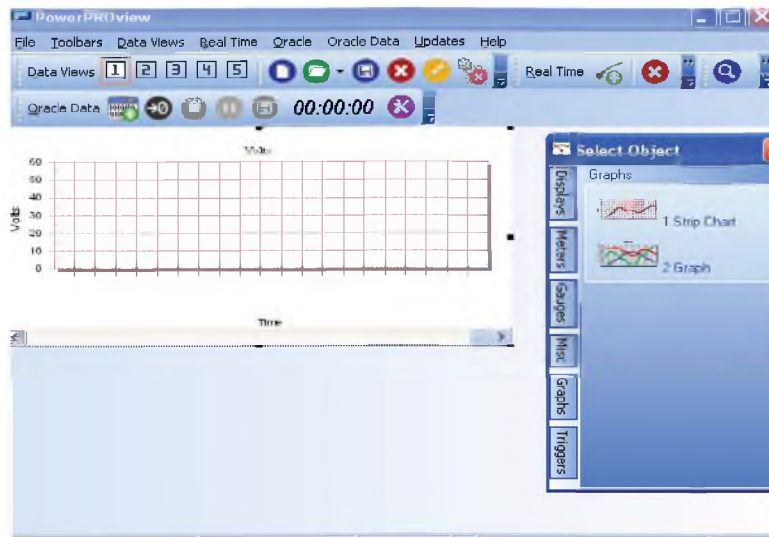 PowerPROview
File Toolbars Data Views Real Time Oracle Oracle Data Updates Help
Data Views 1 2 3 4 5 Real Time
Oracle Data 00:00:00
Volts
60
50
40
30
20
10
0
Volts
Time
Select Object
Displays
Meters
Gauges
Misc
Graphs
Triggers
Graphs
1 Strip Chart
2 Graph